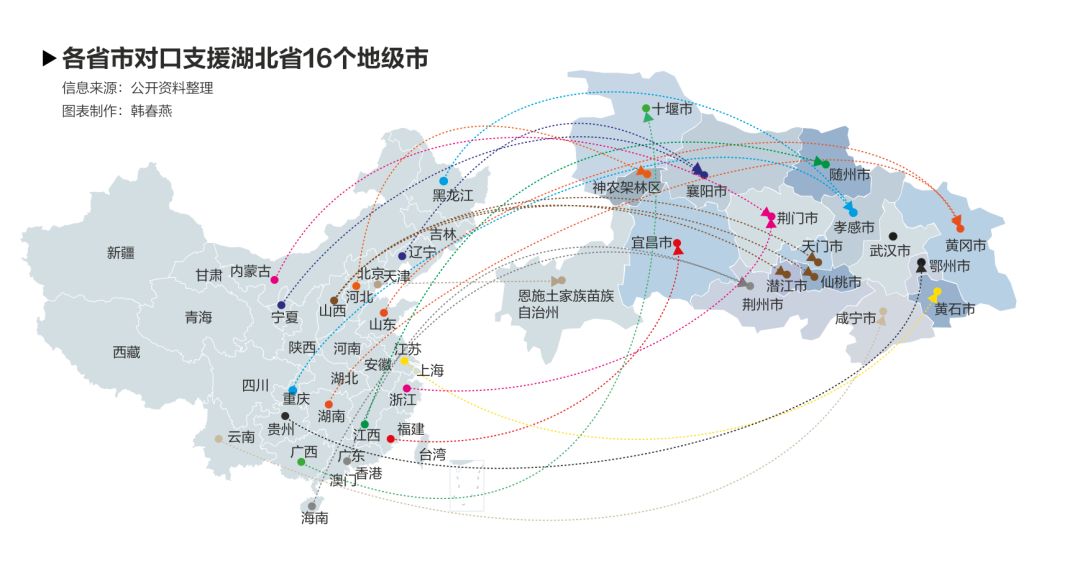 各省市对口支援湖北省16个地级市
信息来源：公开资料整理
图表制作：韩春燕
十堰市
随州市
神农架林区
襄阳市
黑龙江
荆门市
孝感市
吉林
宜昌市
天门市
武汉市
黄冈市
新疆
辽宁
甘肃
内蒙古
北京
天津
鄂州市
潜江市
仙桃市
河北
恩施土家族苗族
自治州
荆州市
黄石市
山西
宁夏
青海
山东
咸宁市
陕西
河南
江苏
西藏
安徽
上海
四川
湖北
重庆
浙江
湖南
贵州
江西
福建
云南
广西
广东
台湾
香港
澳门
海南